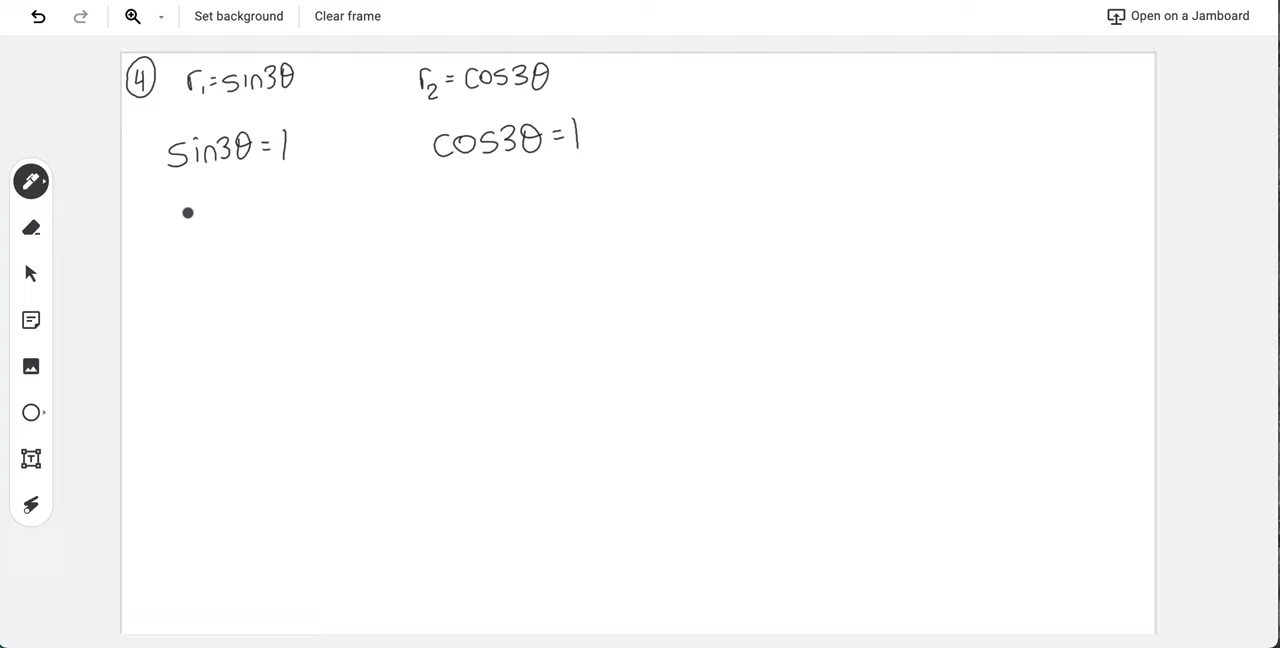 Set background Clear frame Open on a Jamboard
④ r₁=sin3θ r₂=cos3θ
sin3θ=1 cos3θ=1
T